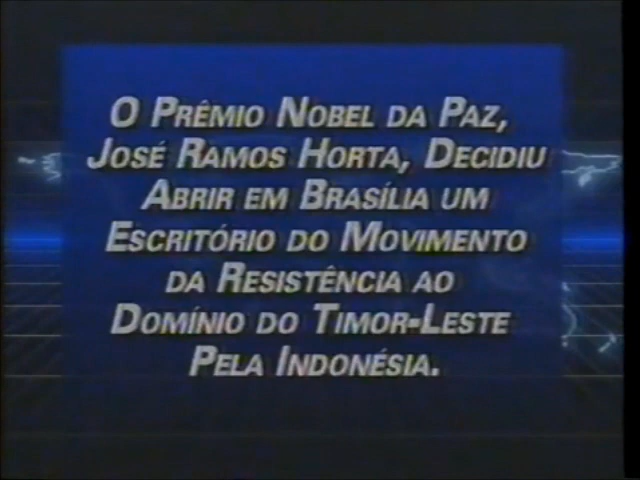 O PRÊMIO NOBEL DA PAZ,
JOSÉ RAMOS HORTA, DECIDIU
ABRIR EM BRASÍLIA UM
ESCRITÓRIO DO MOVIMENTO
DA RESISTÊNCIA AO
DOMÍNIO DO TIMOR-LESTE
PELA INDONÉSIA.